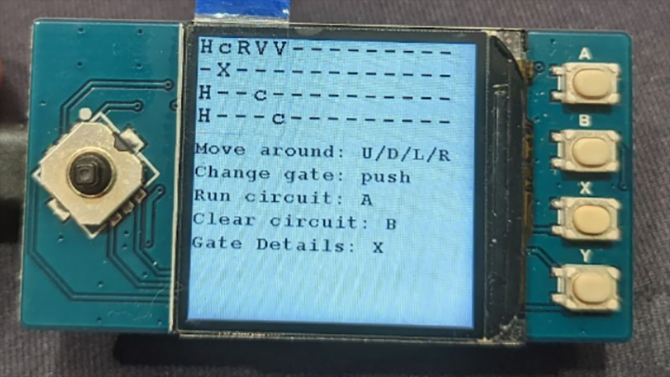 HcRVV---------
-X------------
H--c----------
H---c---------
Move around: U/D/L/R
Change gate: push
Run circuit: A
Clear circuit: B
Gate Details: X
A
B
X
Y